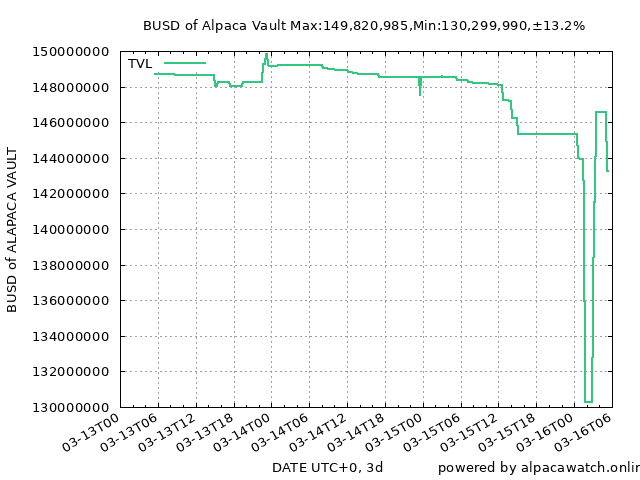 BUSD of Alpaca Vault Max:149,820,985,Min:130,299,990,±13.2%
TVL
BUSD of ALAPACA VAULT
150000000
148000000
146000000
144000000
142000000
140000000
138000000
136000000
134000000
132000000
130000000
03-13T00
03-13T06
03-13T12
03-13T18
03-14T00
03-14T06
03-14T12
03-14T18
03-15T00
03-15T06
03-15T12
03-15T18
03-16T00
03-16T06
DATE UTC+0, 3d
powered by alpacawatch.onlin